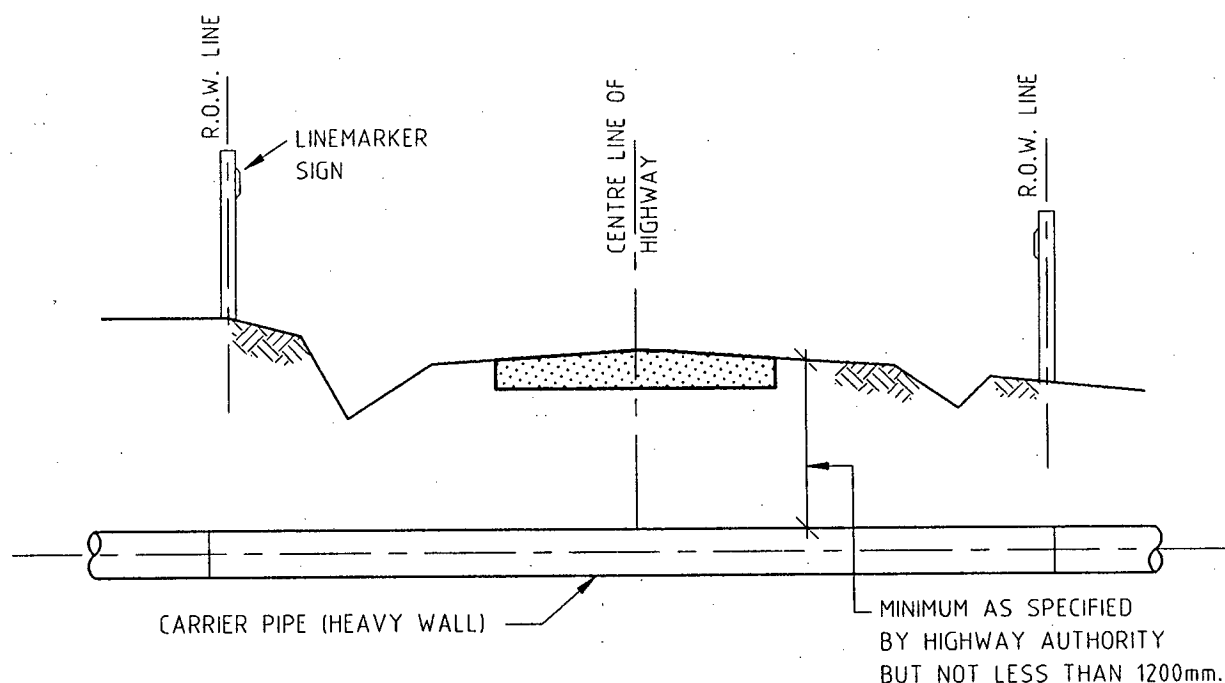 R.O.W. LINE
LINEMARKER
SIGN
CENTRE LINE OF
HIGHWAY
R.O.W. LINE
CARRIER PIPE (HEAVY WALL)
MINIMUM AS SPECIFIED
BY HIGHWAY AUTHORITY
BUT NOT LESS THAN 1200mm.